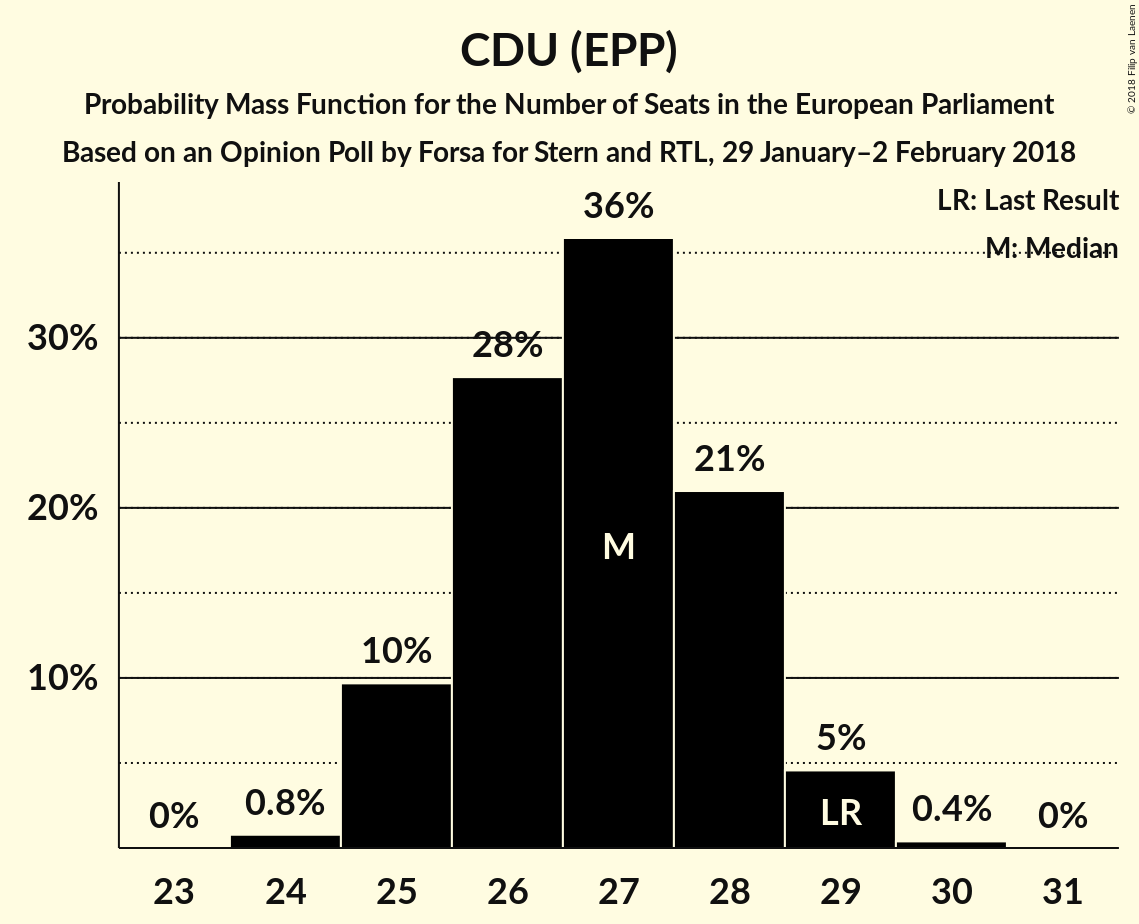 CDU (EPP)
Probability Mass Function for the Number of Seats in the European Parliament
Based on an Opinion Poll by Forsa for Stern and RTL, 29 January–2 February 2018
© 2018 Filip van Laenen
LR: Last Result
M: Median
36%
30%
28%
21%
20%
M
10%
10%
5%
0%
0.8%
LR
0.4%
0%
23 24 25 26 27 28 29 30 31